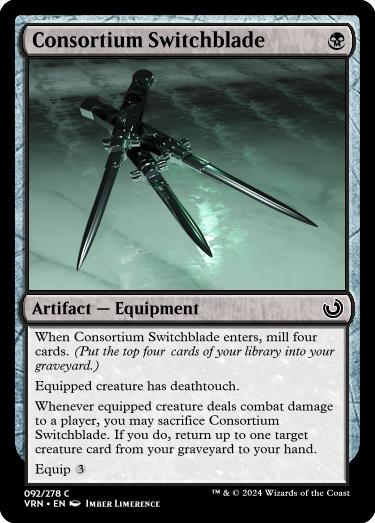 Consortium Switchblade
Artifact — Equipment
When Consortium Switchblade enters, mill four
cards. (Put the top four cards of your library into your
graveyard.)
Equipped creature has deathtouch.
Whenever equipped creature deals combat damage
to a player, you may sacrifice Consortium
Switchblade. If you do, return up to one target
creature card from your graveyard to your hand.
Equip 3
092/278 C
VRN • EN Imber Limerence
™ & © 2024 Wizards of the Coast